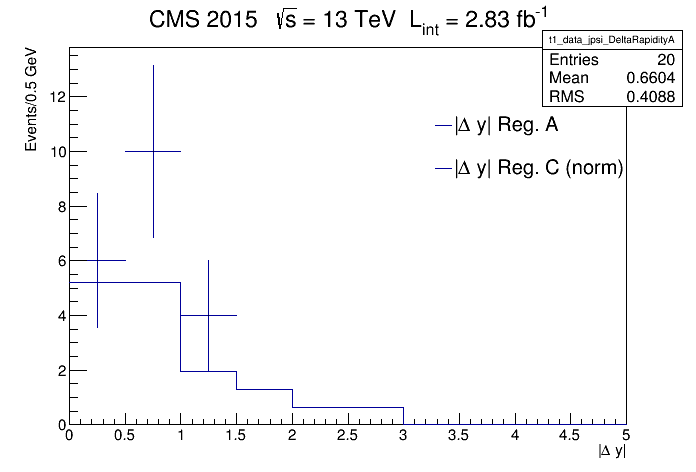 CMS 2015 √s = 13 TeV L_int = 2.83 fb^-1
t1_data_jpsi_DeltaRapidityA
Entries 20
Mean 0.6604
RMS 0.4088
Events/0.5 GeV
|Δ y| Reg. A
|Δ y| Reg. C (norm)
12
10
8
6
4
2
0
0 0.5 1 1.5 2 2.5 3 3.5 4 4.5 5
|Δ y|